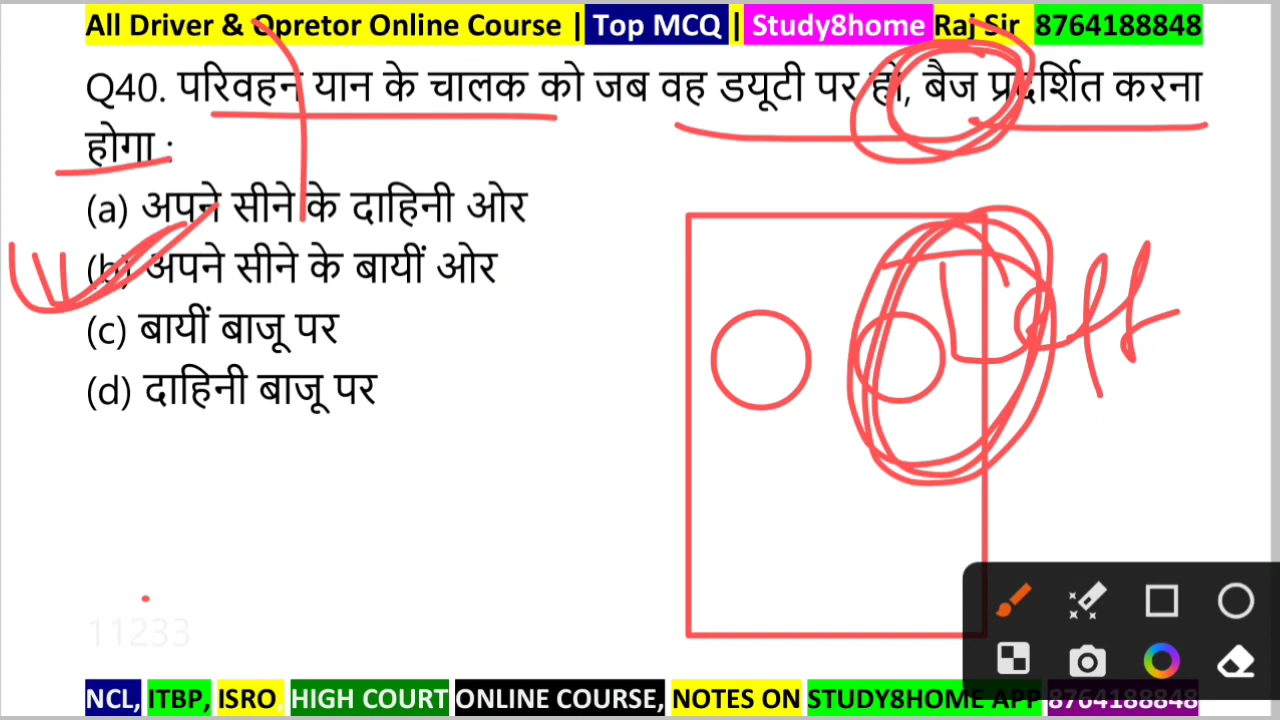 All Driver & Opretor Online Course | Top MCQ | Study8home Raj Sir 8764188848
Q40. परिवहन यान के चालक को जब वह डयूटी पर हो, बैज प्रदर्शित करना
होगा :
(a) अपने सीने के दाहिनी ओर
(b) अपने सीने के बायीं ओर
(c) बायीं बाजू पर
(d) दाहिनी बाजू पर
Left
11233
NCL, ITBP, ISRO, HIGH COURT ONLINE COURSE, NOTES ON STUDY8HOME APP 8764188848